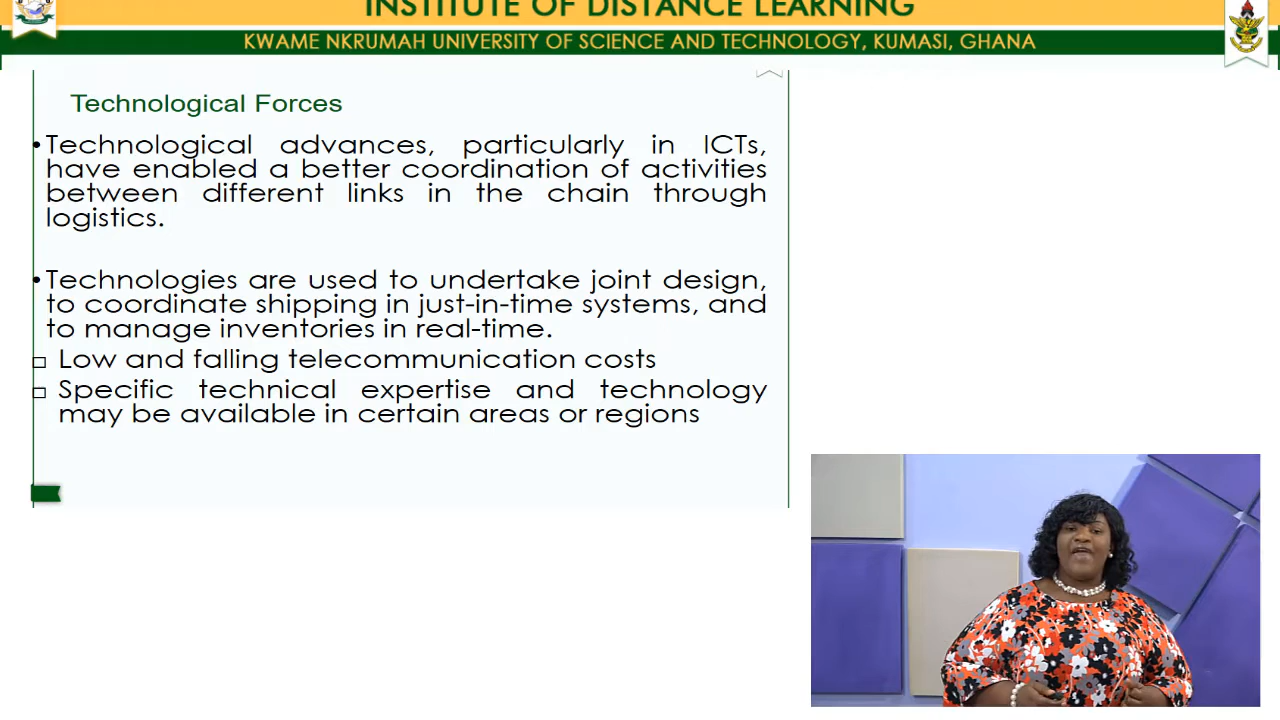 INSTITUTE OF DISTANCE LEARNING
KWAME NKRUMAH UNIVERSITY OF SCIENCE AND TECHNOLOGY, KUMASI, GHANA
Technological Forces
•Technological advances, particularly in ICTs,
have enabled a better coordination of activities
between different links in the chain through
logistics.
•Technologies are used to undertake joint design,
to coordinate shipping in just-in-time systems, and
to manage inventories in real-time.
□ Low and falling telecommunication costs
□ Specific technical expertise and technology
may be available in certain areas or regions